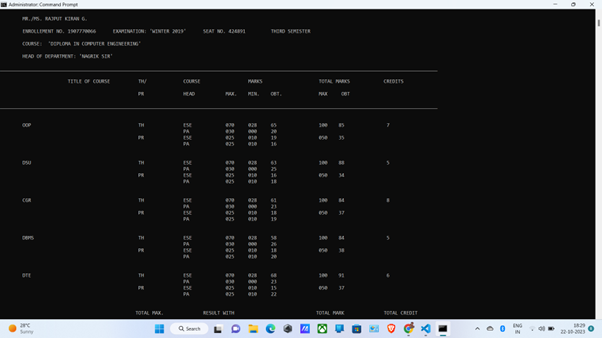 Administrator: Command Prompt
MR./MS. RAJPUT KIRAN G.
ENROLLEMENT NO. 1907770066 EXAMINATION: 'WINTER 2019' SEAT NO. 424891 THIRD SEMISTER
COURSE: 'DIPLOMA IN COMPUTER ENGINEERING'
HEAD OF DEPARTMENT: 'NAGRIK SIR'
TITLE OF COURSE TH/ COURSE MARKS TOTAL MARKS CREDITS
PR HEAD MAX. MIN. OBT. MAX OBT
OOP TH ESE 070 028 65 100 85 7
PA 030 000 20
PR ESE 025 010 19 050 35
PA 025 010 16
DSU TH ESE 070 028 63 100 88 5
PA 030 000 25
PR ESE 025 010 16 050 34
PA 025 010 18
CGR TH ESE 070 028 61 100 84 8
PA 030 000 23
PR ESE 025 010 18 050 37
PA 025 010 19
DBMS TH ESE 070 028 58 100 84 5
PA 030 000 26
PR ESE 025 010 18 050 38
PA 025 010 20
DTE TH ESE 070 028 68 100 91 6
PA 030 000 23
PR ESE 025 010 15 050 37
PA 025 010 22
TOTAL MAX. RESULT WITH TOTAL MARK TOTAL CREDIT
28°C
Sunny
Search
ENG
IN
18:29
22-10-2023